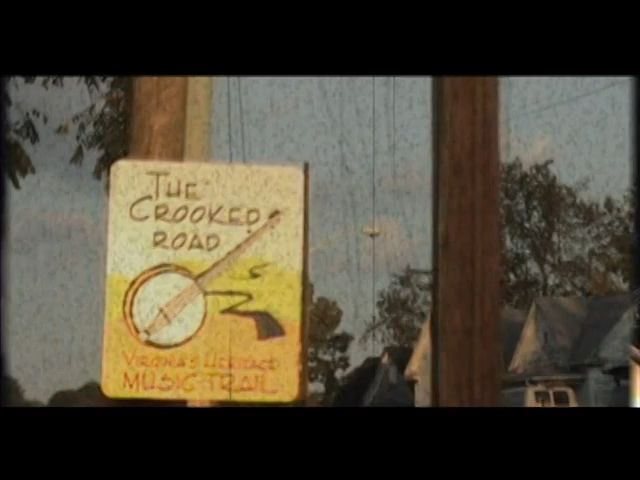 THE
CROOKED
ROAD
VIRGINIA'S HERITAGE
MUSIC TRAIL